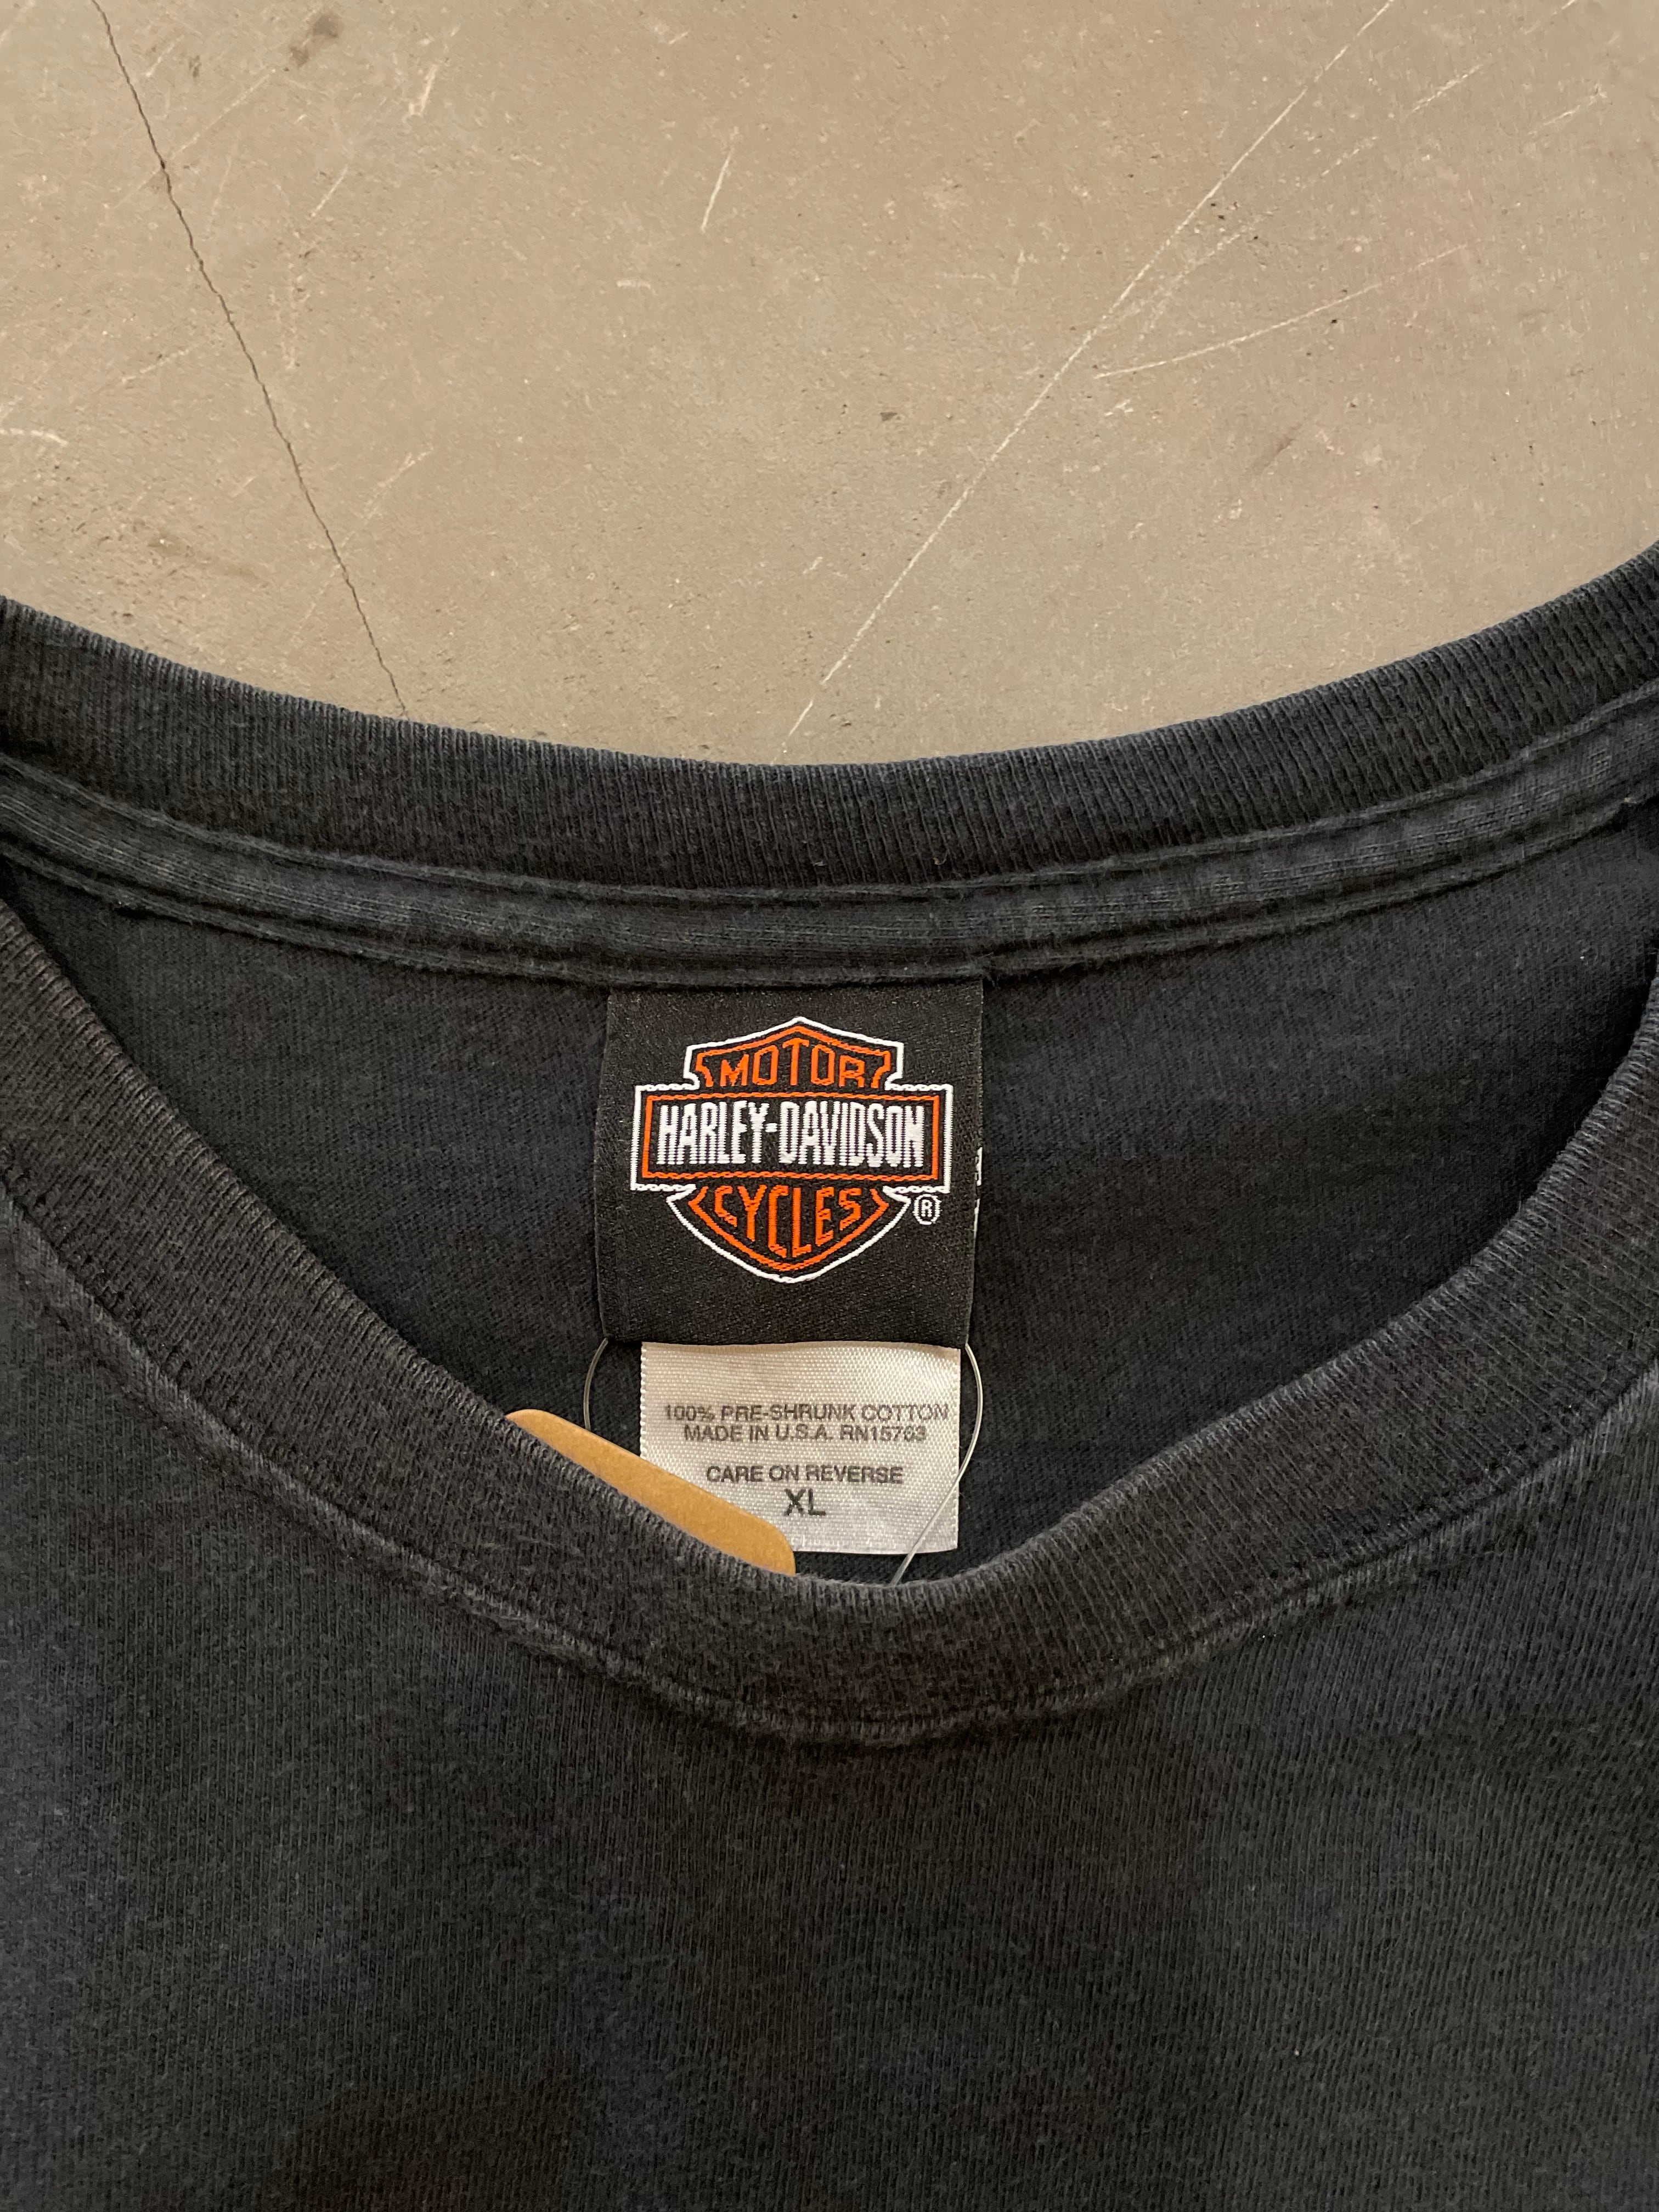 MOTOR
HARLEY-DAVIDSON
CYCLES
®
100% PRE-SHRUNK COTTON
MADE IN U.S.A. RN15763
CARE ON REVERSE
XL